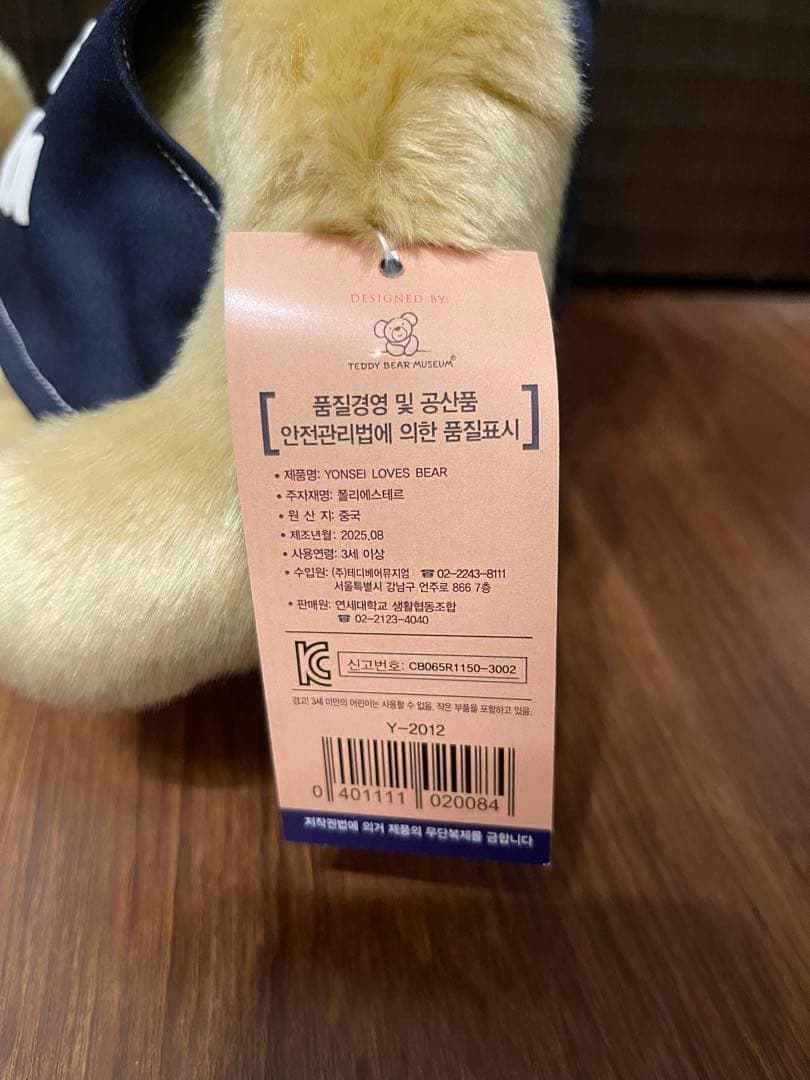 DESIGNED BY:
TEDDY BEAR MUSEUM®
품질경영 및 공산품
안전관리법에 의한 품질표시
• 제품명: YONSEI LOVES BEAR
• 주자재명: 폴리에스테르
• 원 산 지: 중국
• 제조년월: 2025.08
• 사용연령: 3세 이상
• 수입원: (주)테디베어뮤지엄 ☎ 02-2243-8111
서울특별시 강남구 언주로 866 7층
• 판매원: 연세대학교 생활협동조합
☎ 02-2123-4040
KC 신고번호: CB065R1150-3002
경고! 3세 미만의 어린이는 사용할 수 없음. 작은 부품을 포함하고 있음.
Y-2012
0 401111 020084
저작권법에 의거 제품의 무단복제를 금합니다